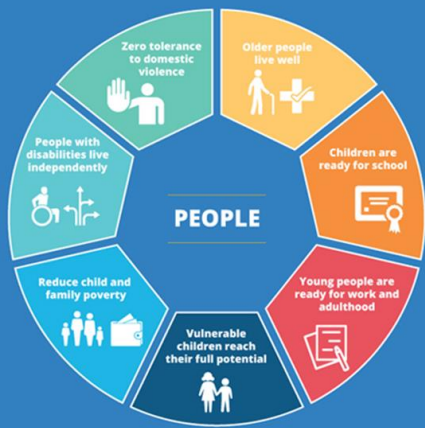 Zero tolerance
to domestic
violence
Older people
live well
Children are
ready for school
Young people are
ready for work and
adulthood
Vulnerable
children reach
their full potential
Reduce child and
family poverty
People with
disabilities live
independently
PEOPLE